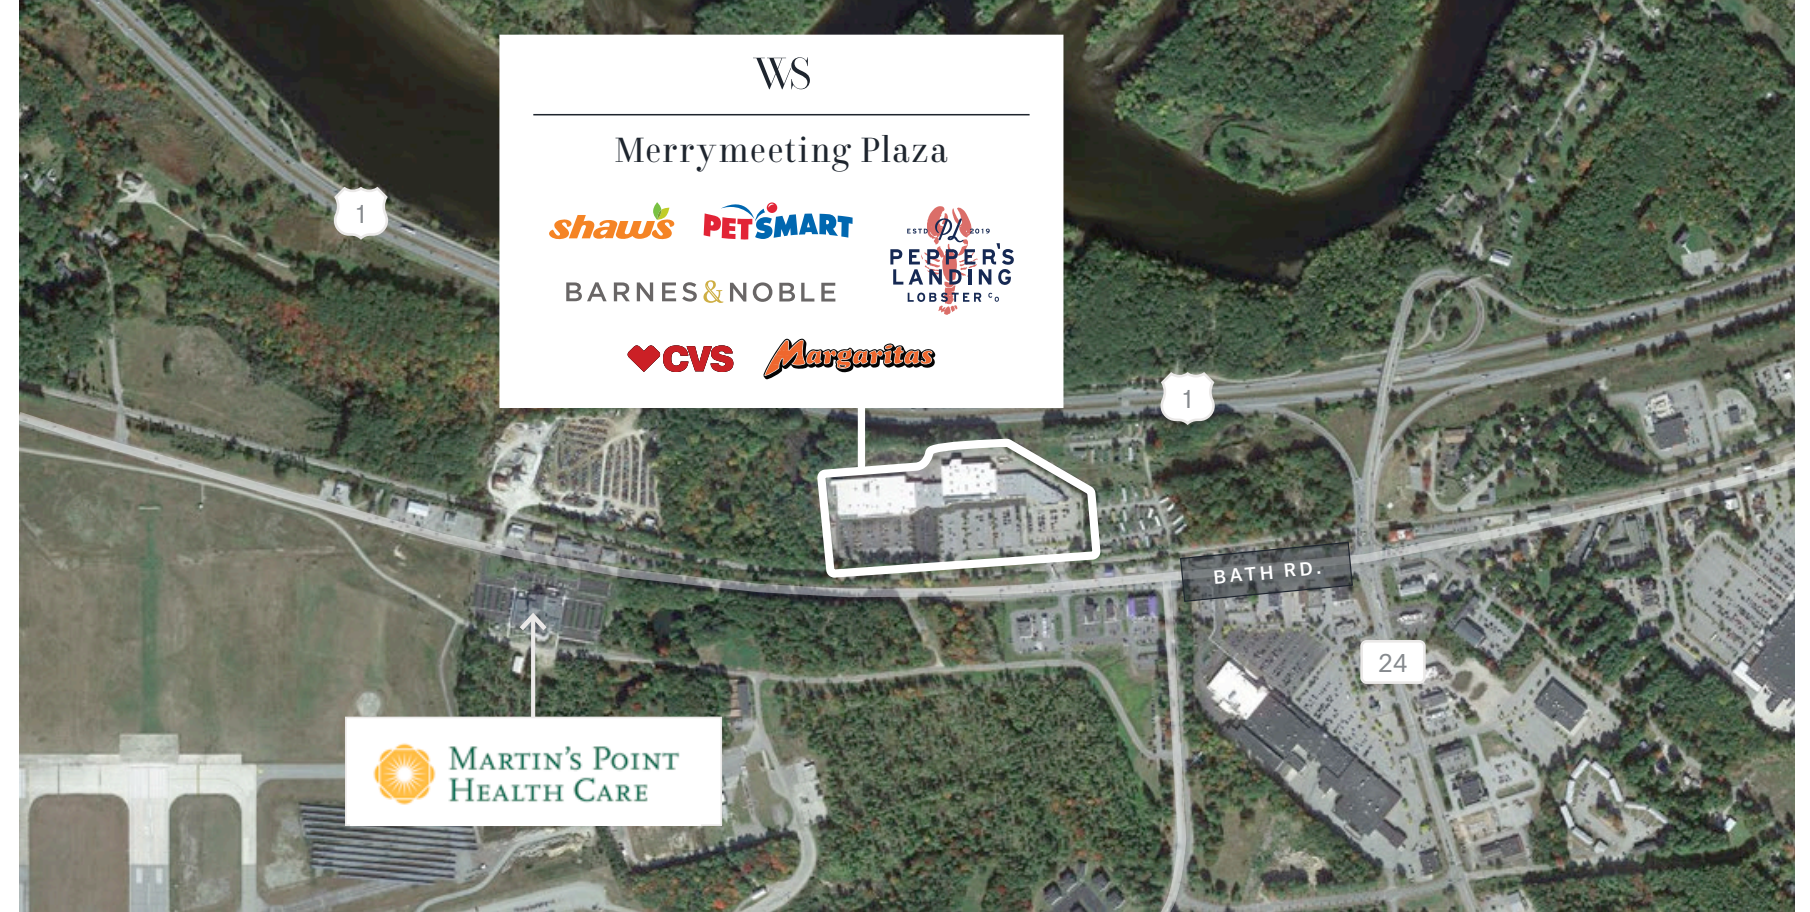 WS
Merrymeeting Plaza
shaw's PETSMART
ESTD PL 2019
PEPPER'S
LANDING
LOBSTER Co
BARNES&NOBLE
CVS Margaritas
1
1
BATH RD.
24
MARTIN'S POINT
HEALTH CARE